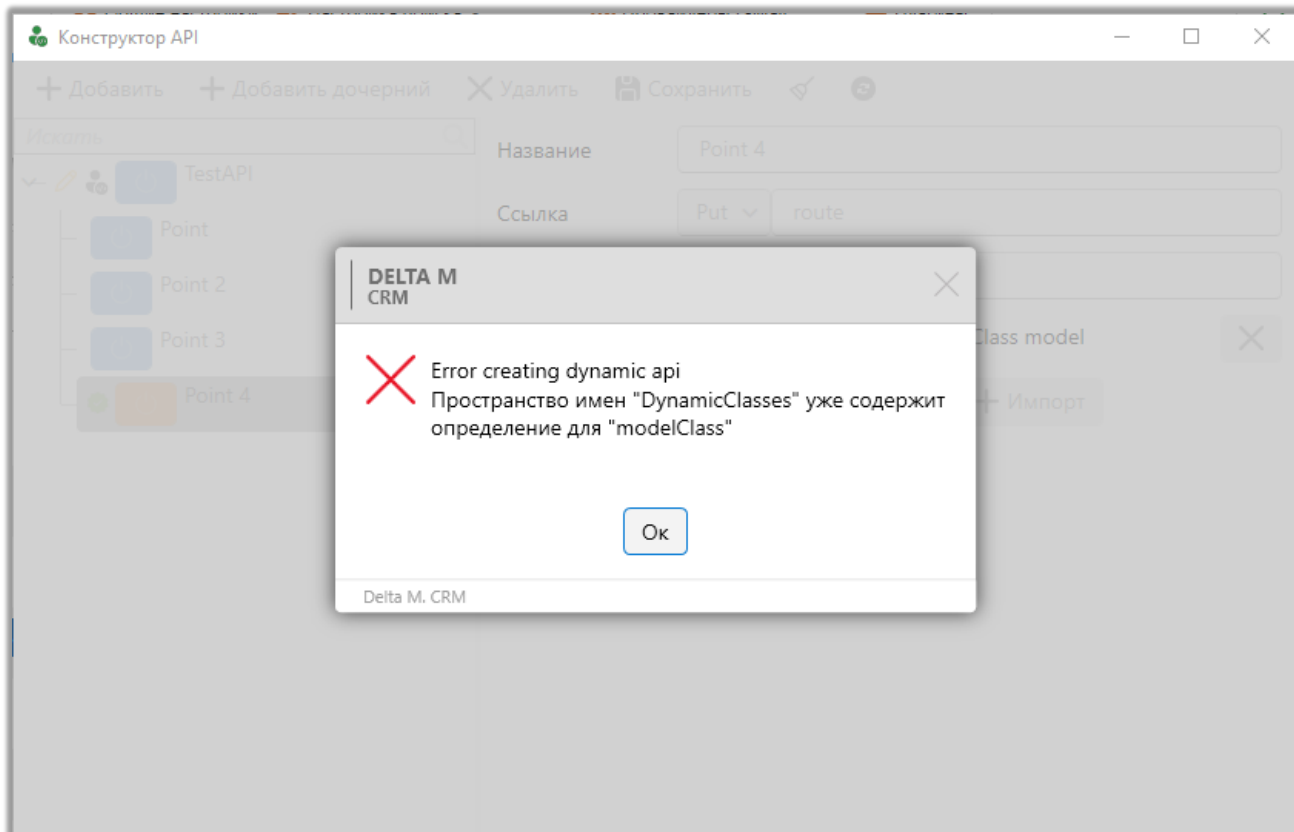 Конструктор API
Добавить Добавить дочерний Удалить Сохранить
Искать
Название Point 4
TestAPI
Ссылка Put route
Point
Point 2
Point 3
Class model
Point 4
Импорт
DELTA M
CRM
Error creating dynamic api
Пространство имен "DynamicClasses" уже содержит
определение для "modelClass"
Ок
Delta M. CRM